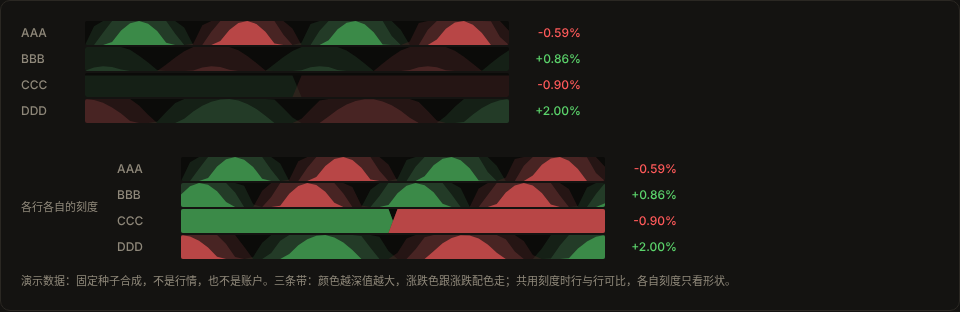 AAA -0.59%
BBB +0.86%
CCC -0.90%
DDD +2.00%
AAA -0.59%
BBB +0.86%
各行各自的刻度
CCC -0.90%
DDD +2.00%
演示数据：固定种子合成，不是行情，也不是账户。三条带：颜色越深值越大，涨跌色跟涨跌配色走；共用刻度时行与行可比，各自刻度只看形状。